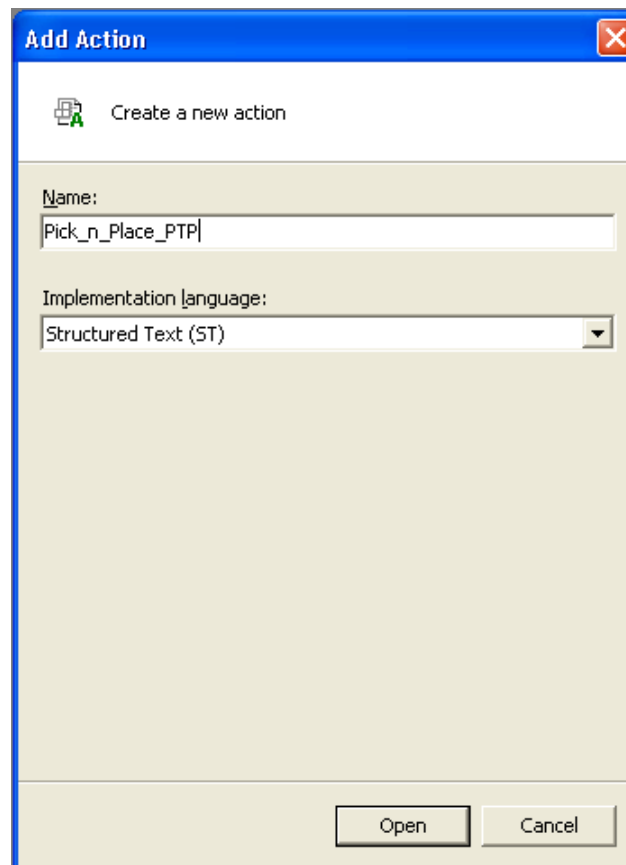 Add Action
Create a new action
Name:
Pick_n_Place_PTP
Implementation language:
Structured Text (ST)
Open Cancel